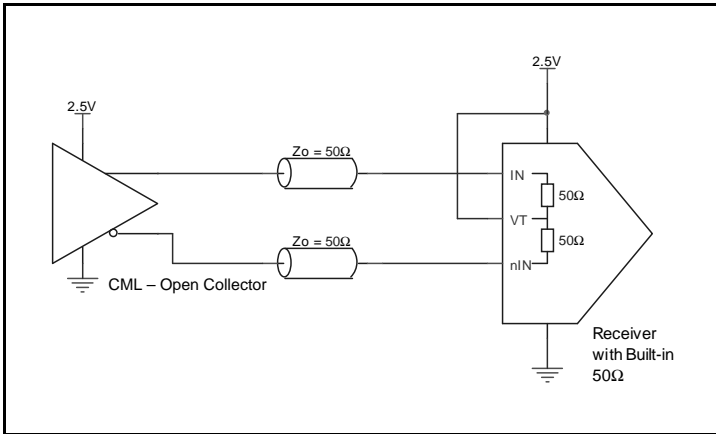 2.5V
2.5V
Zo = 50Ω
IN
50Ω
VT
50Ω
Zo = 50Ω
nIN
CML – Open Collector
Receiver
with Built-in
50Ω